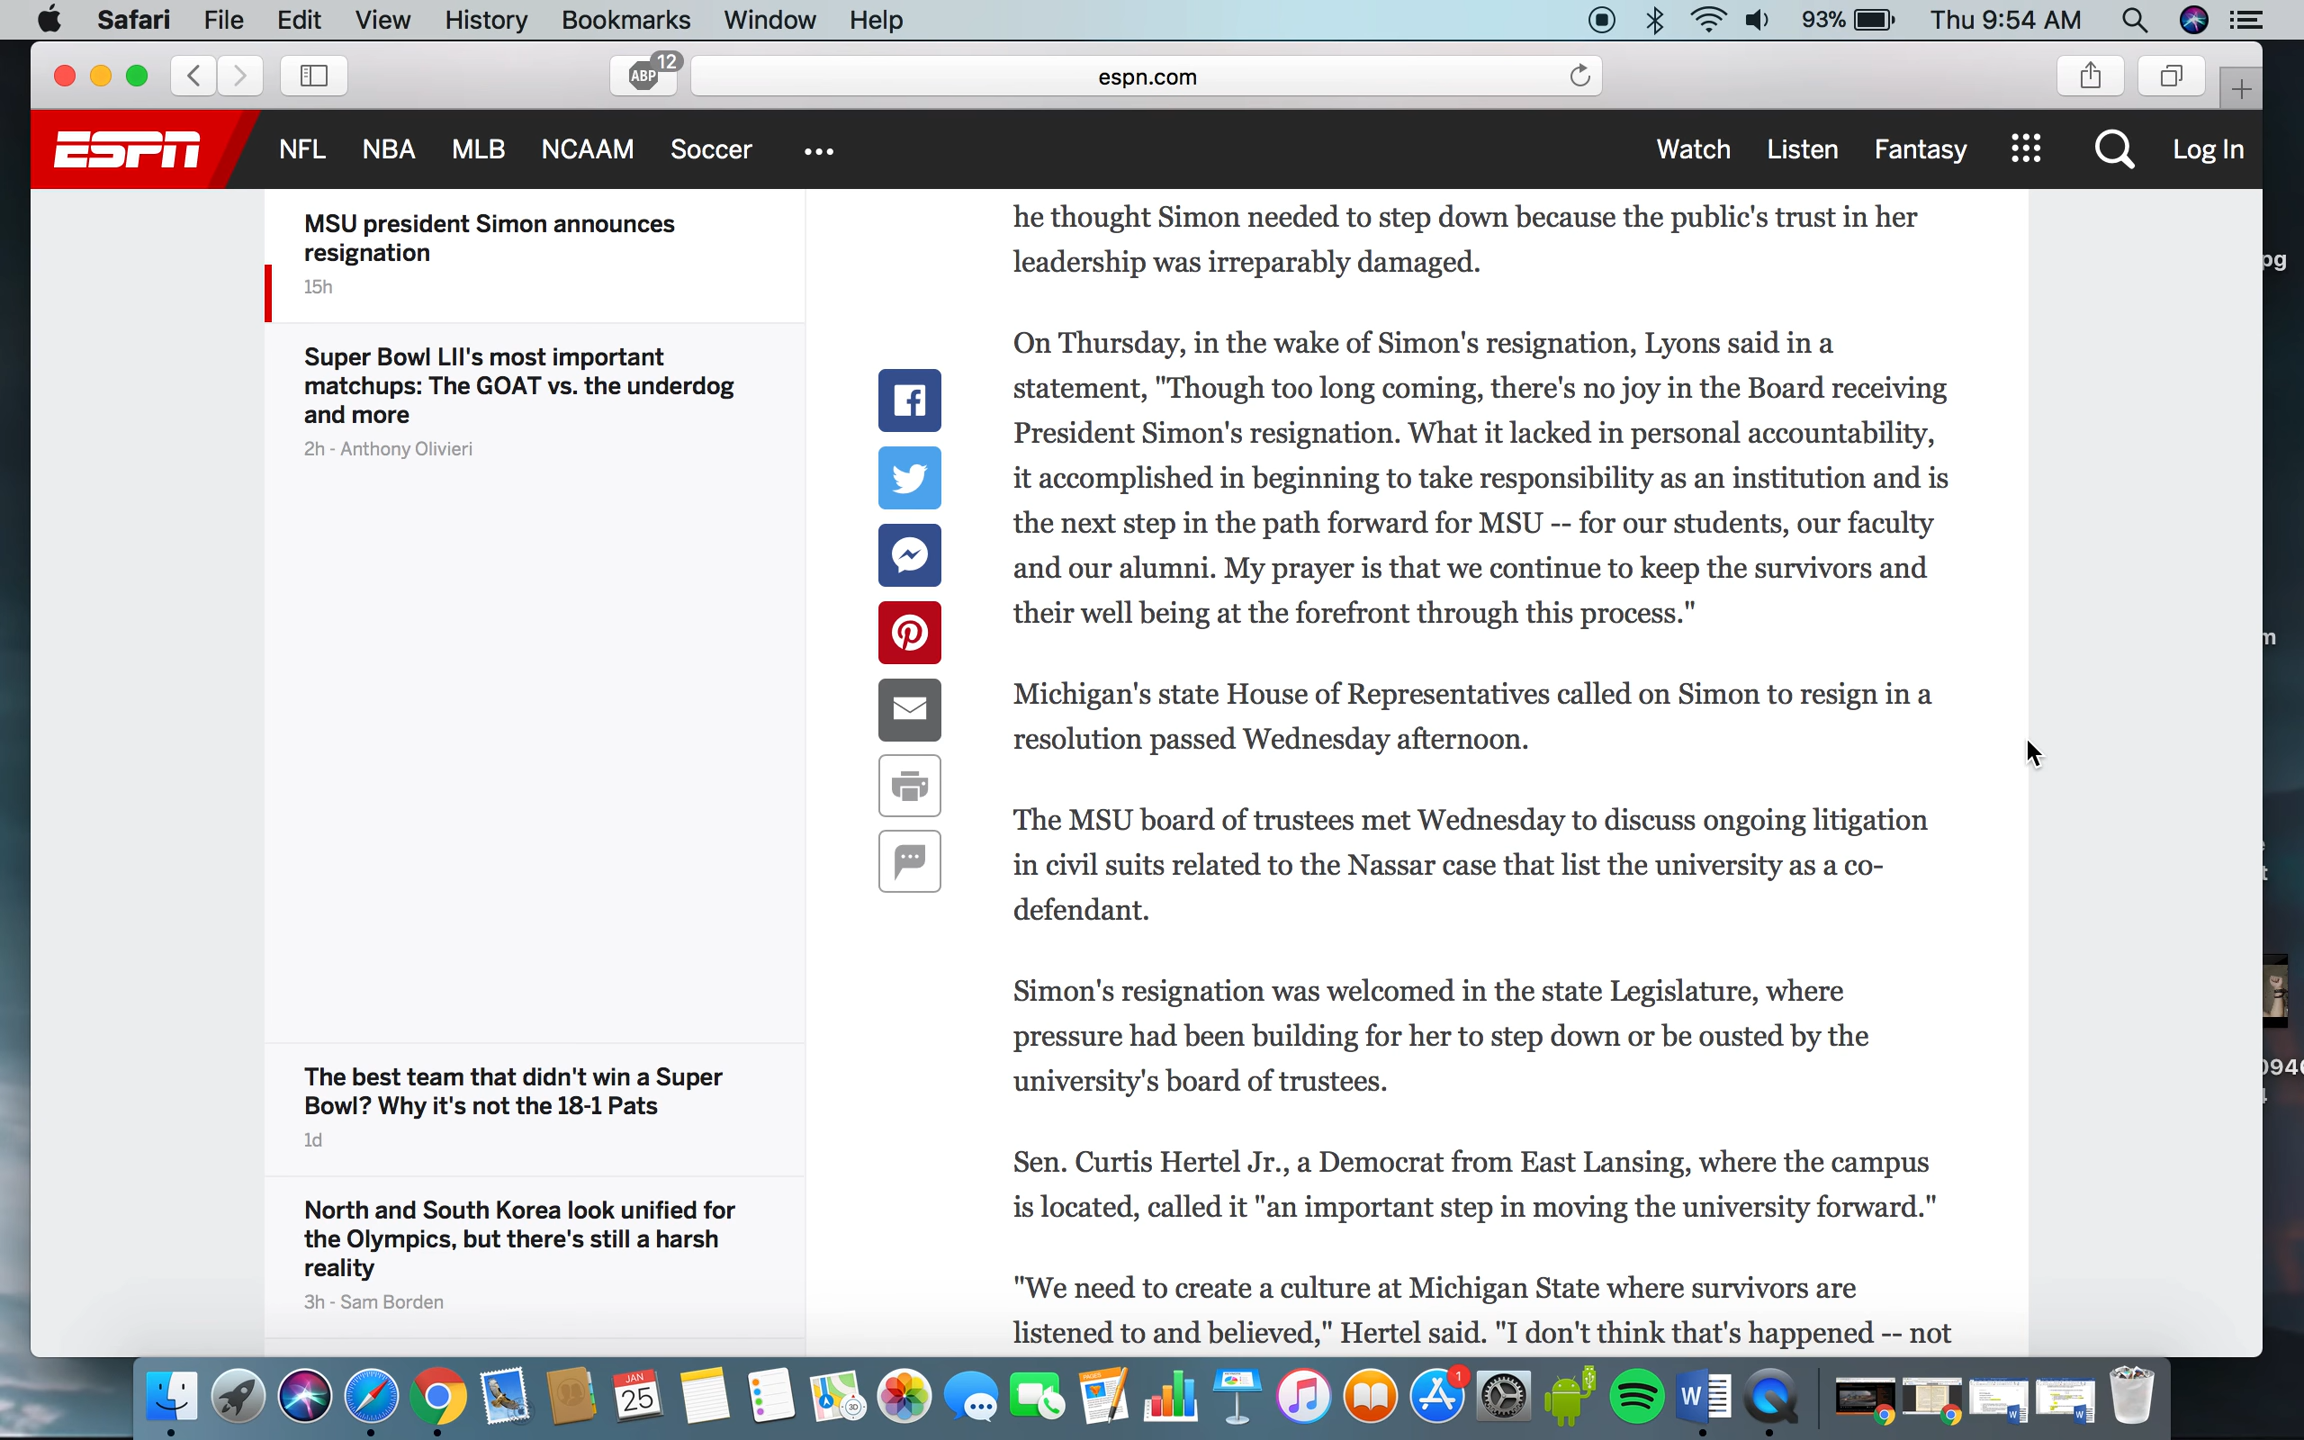 Safari File Edit View History Bookmarks Window Help 93% Thu 9:54 AM
ABP 12 espn.com
ESPN NFL NBA MLB NCAAM Soccer Watch Listen Fantasy Log In
MSU president Simon announces
resignation
15h
Super Bowl LII's most important
matchups: The GOAT vs. the underdog
and more
2h - Anthony Olivieri
The best team that didn't win a Super
Bowl? Why it's not the 18-1 Pats
1d
North and South Korea look unified for
the Olympics, but there's still a harsh
reality
3h - Sam Borden
he thought Simon needed to step down because the public's trust in her
leadership was irreparably damaged.
On Thursday, in the wake of Simon's resignation, Lyons said in a
statement, "Though too long coming, there's no joy in the Board receiving
President Simon's resignation. What it lacked in personal accountability,
it accomplished in beginning to take responsibility as an institution and is
the next step in the path forward for MSU -- for our students, our faculty
and our alumni. My prayer is that we continue to keep the survivors and
their well being at the forefront through this process."
Michigan's state House of Representatives called on Simon to resign in a
resolution passed Wednesday afternoon.
The MSU board of trustees met Wednesday to discuss ongoing litigation
in civil suits related to the Nassar case that list the university as a co-
defendant.
Simon's resignation was welcomed in the state Legislature, where
pressure had been building for her to step down or be ousted by the
university's board of trustees.
Sen. Curtis Hertel Jr., a Democrat from East Lansing, where the campus
is located, called it "an important step in moving the university forward."
"We need to create a culture at Michigan State where survivors are
listened to and believed," Hertel said. "I don't think that's happened -- not
pg
m
094
JAN
25
3D
PAGES
1
W